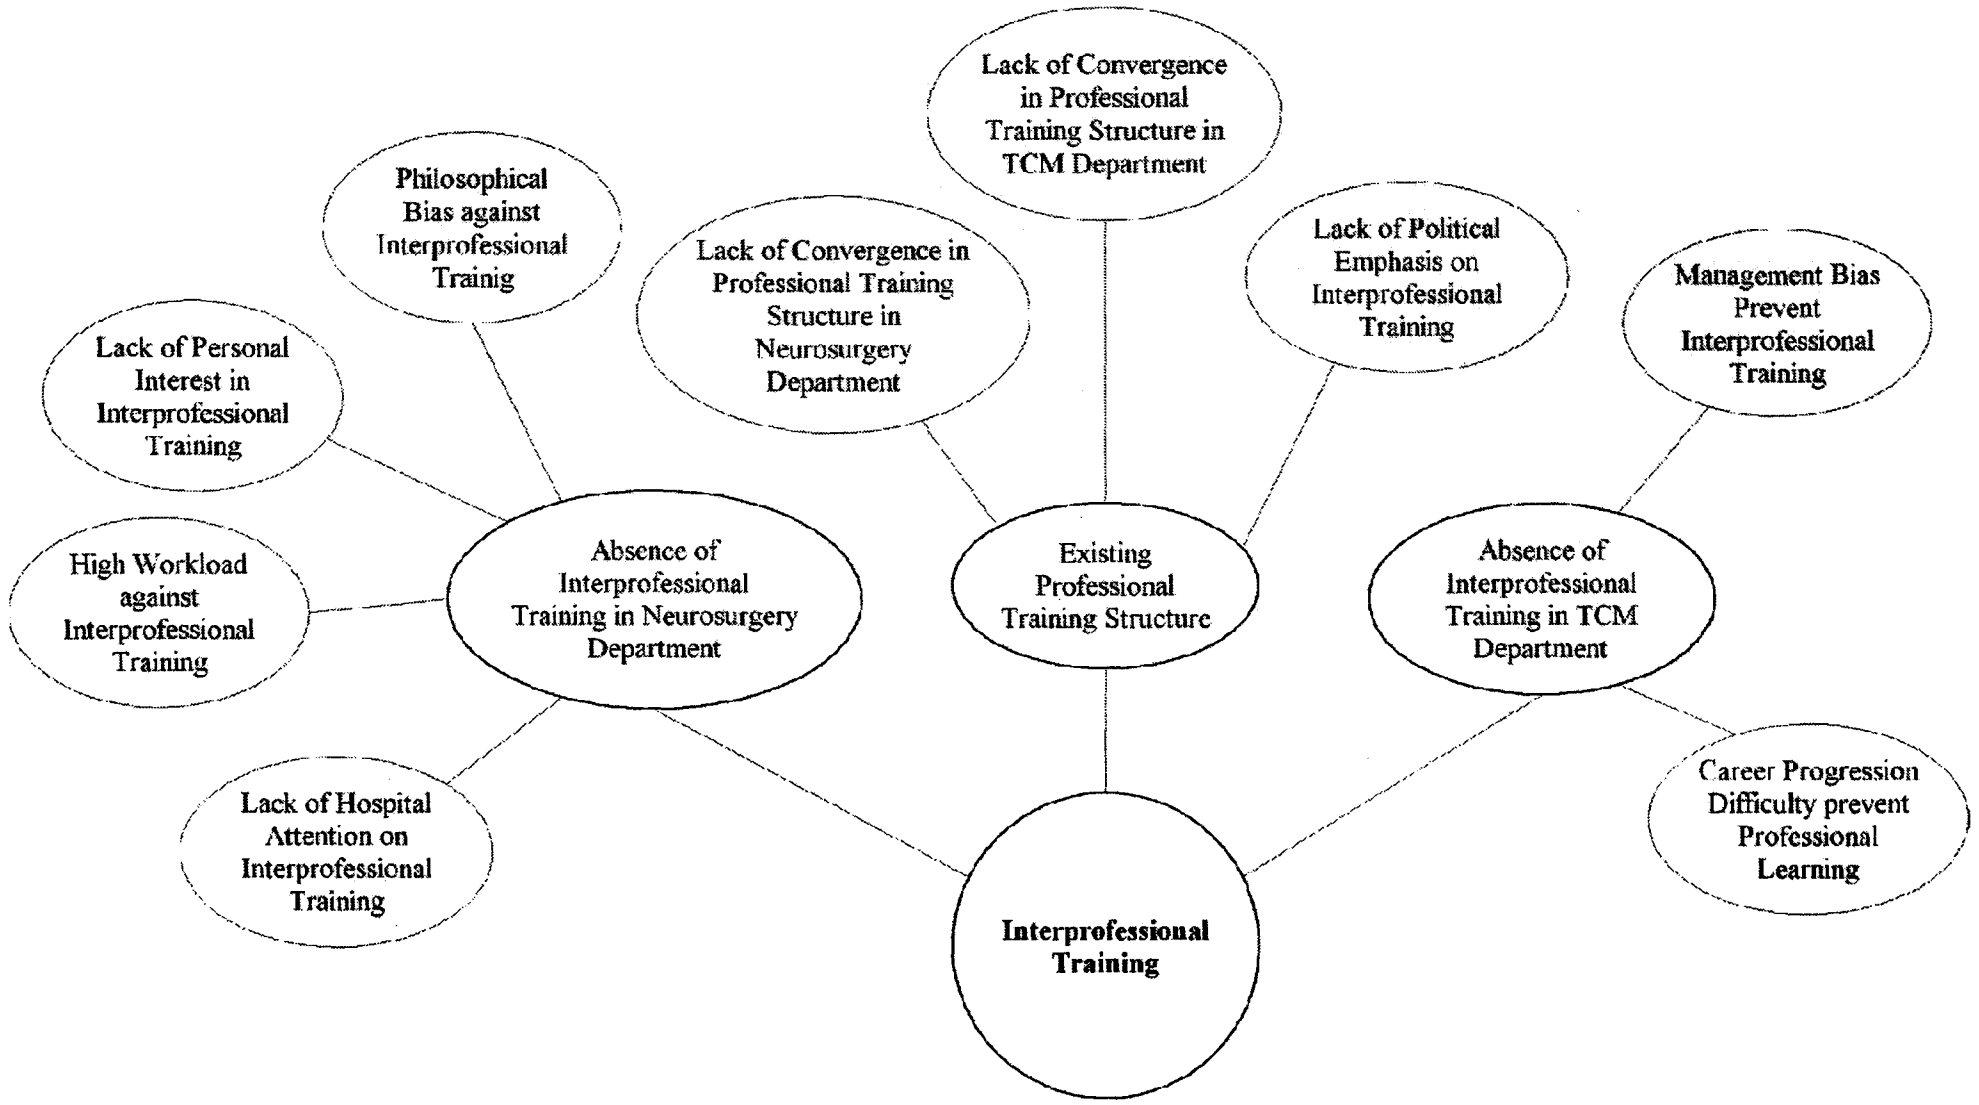 Lack of Convergence
in Professional
Training Structure in
TCM Department
Philosophical
Bias against
Interprofessional
Trainig
Lack of Convergence in
Professional Training
Structure in
Neurosurgery
Department
Lack of Political
Emphasis on
Interprofessional
Training
Management Bias
Prevent
Interprofessional
Training
Lack of Personal
Interest in
Interprofessional
Training
High Workload
against
Interprofessional
Training
Absence of
Interprofessional
Training in Neurosurgery
Department
Existing
Professional
Training Structure
Absence of
Interprofessional
Training in TCM
Department
Lack of Hospital
Attention on
Interprofessional
Training
Career Progression
Difficulty prevent
Professional
Learning
Interprofessional
Training